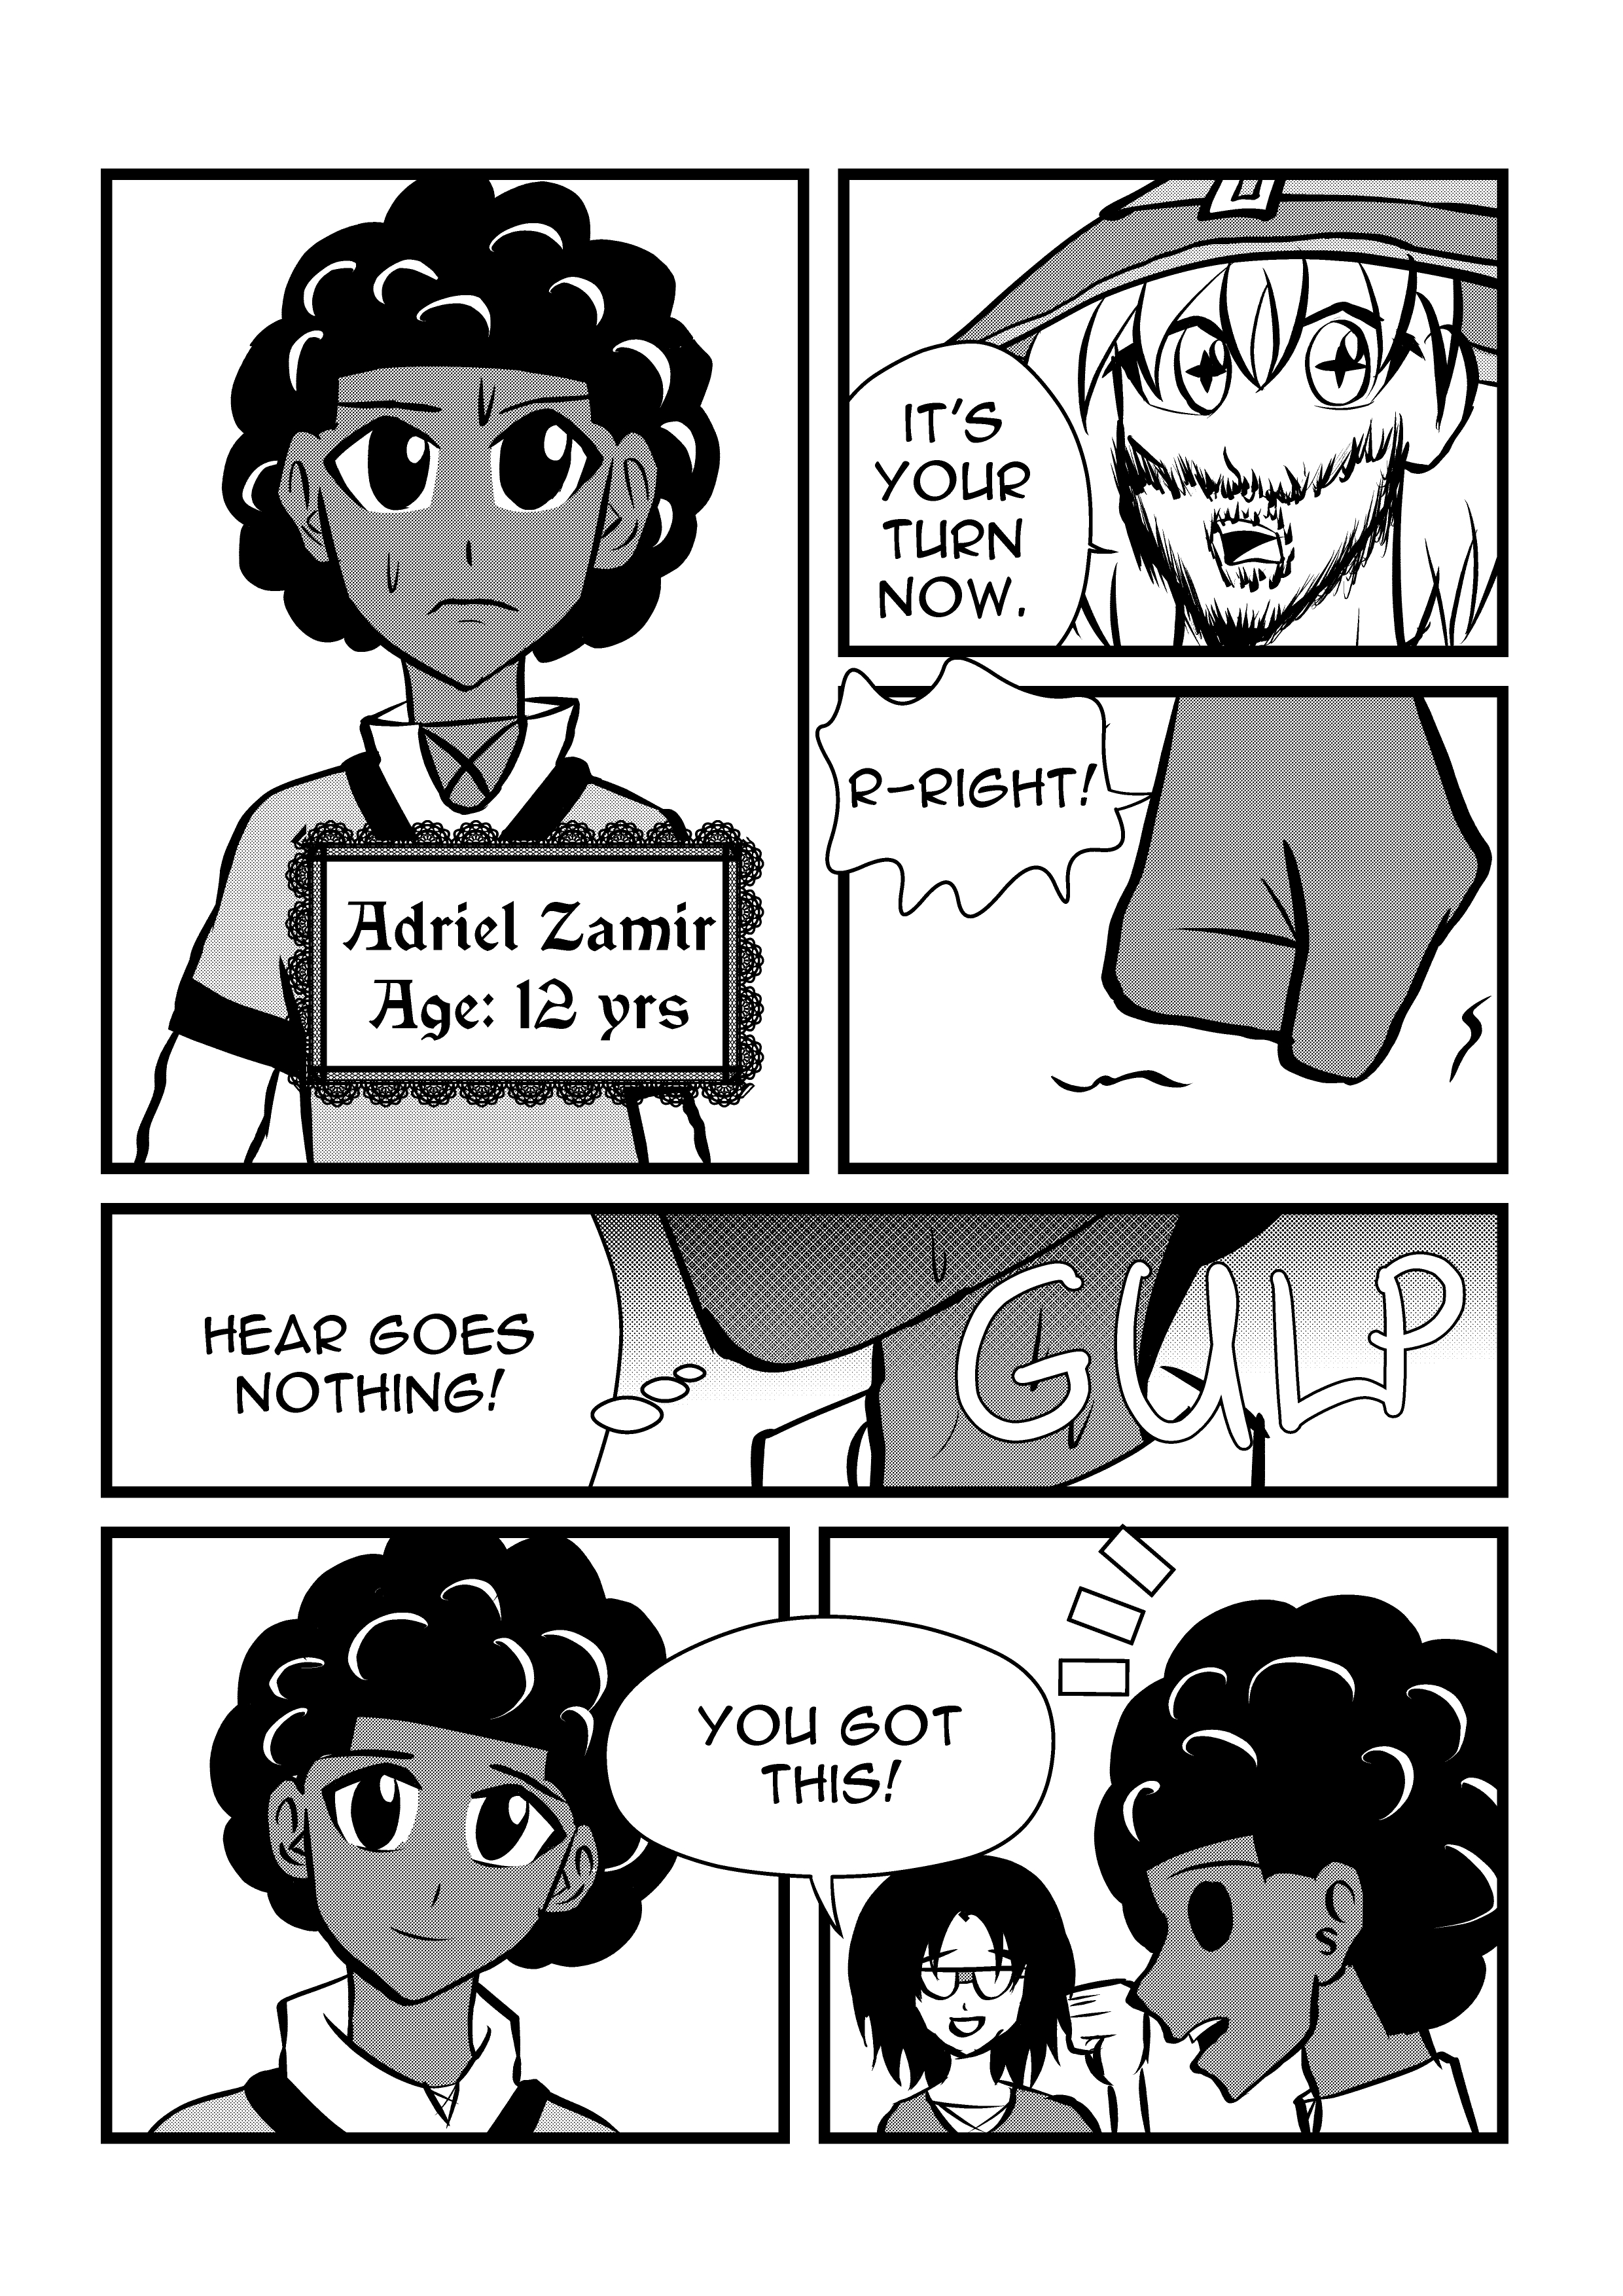 Adriel Zamir
Age: 12 yrs
IT'S
YOUR
TURN
NOW.
R-RIGHT!
HEAR GOES
NOTHING!
GULP
YOU GOT
THIS!